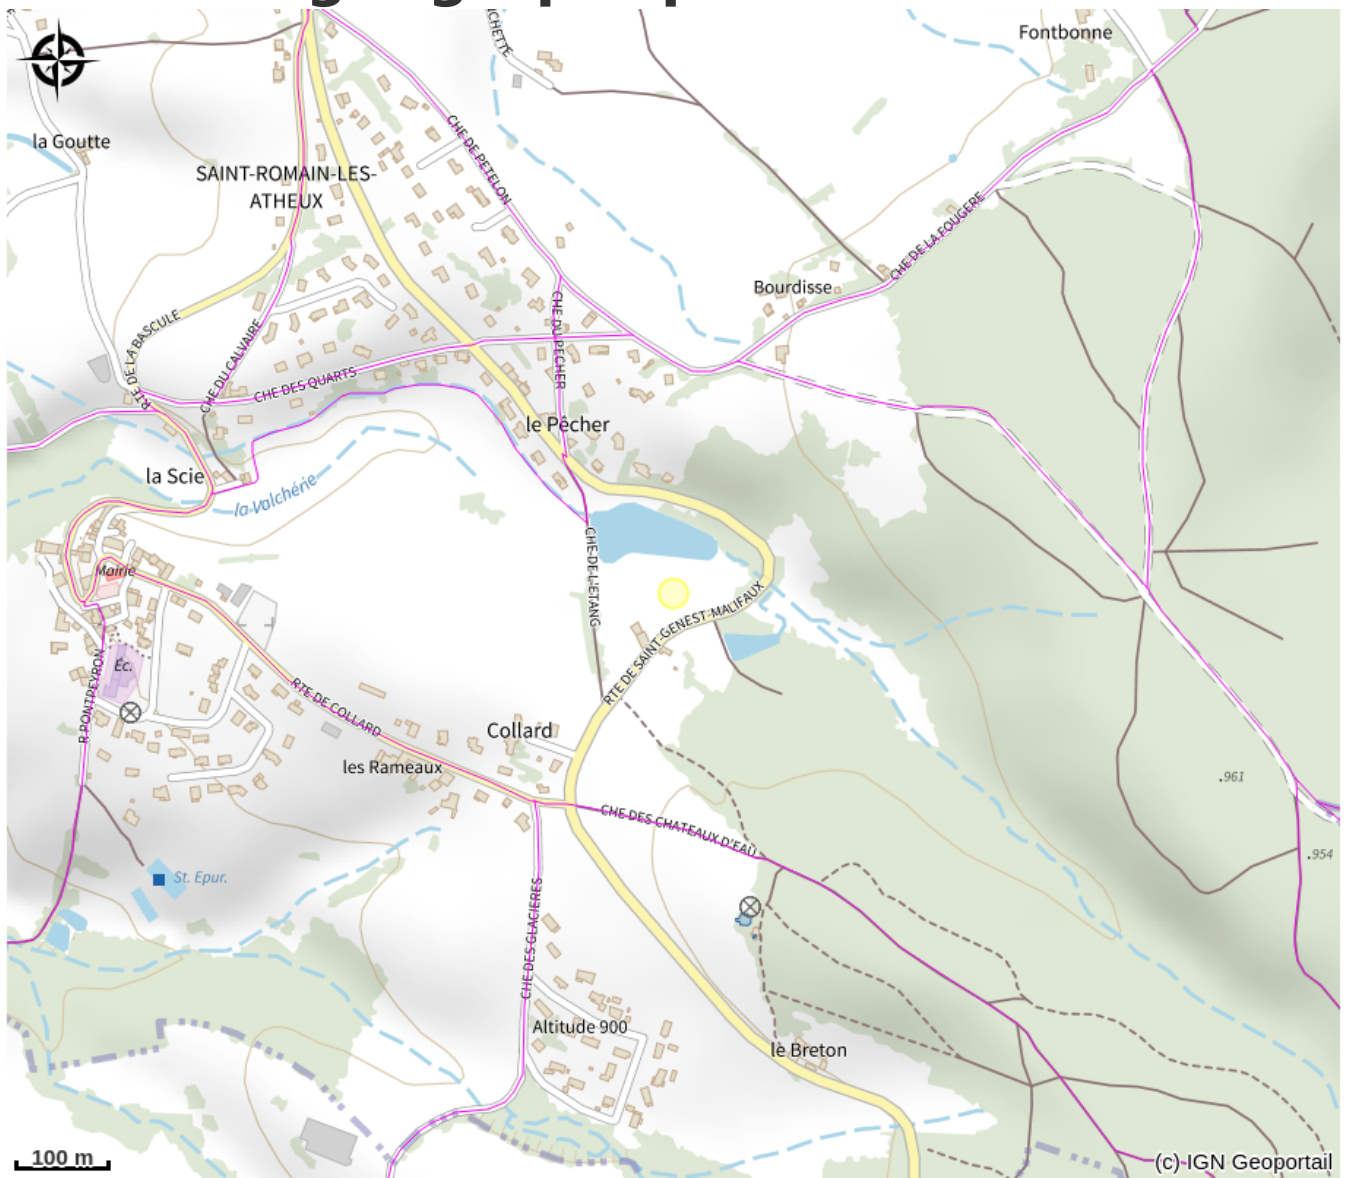 Fontbonne
la Goutte
CHE DE PETELON
SAINT-ROMAIN-LES-
ATHEUX
CHE DE LA FOUGERE
Bourdisse
CHE DU PECHER
RTE DE LA BASCULE
CHE DU CALVAIRE
CHE DES QUARTS
le Pêcher
la Scie
la Valchérie
CHE DE L'ETANG
Mairie
RTE DE SAINT-GENEST-MALIFAUX
Éc.
R PONTPEYRON
RTE DE COLLARD
Collard
les Rameaux
.961
CHE DES CHATEAUX D'EAU
.954
St. Epur.
CHE DES GLACIERES
Altitude 900
le Breton
100 m
(c) IGN Geoportail